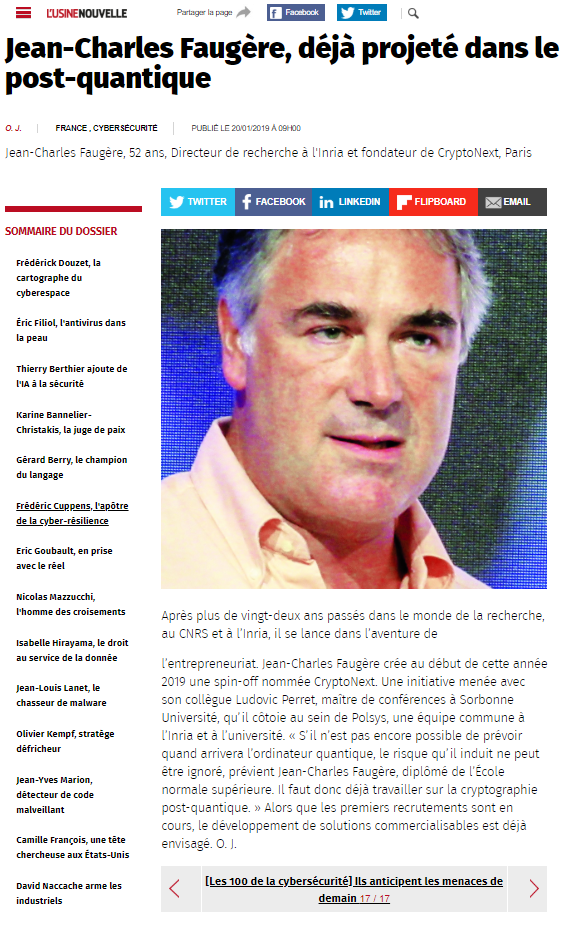 L'USINENOUVELLE
Partager la page
Facebook
Twitter
Jean-Charles Faugère, déjà projeté dans le
post-quantique
O. J.
FRANCE , CYBERSÉCURITÉ
PUBLIÉ LE 20/01/2019 À 09H00
Jean-Charles Faugère, 52 ans, Directeur de recherche à l'Inria et fondateur de CryptoNext, Paris
TWITTER
FACEBOOK
LINKEDIN
FLIPBOARD
EMAIL
SOMMAIRE DU DOSSIER
Frédérick Douzet, la
cartographe du
cyberespace
Éric Filiol, l'antivirus dans
la peau
Thierry Berthier ajoute de
l'IA à la sécurité
Karine Bannelier-
Christakis, la juge de paix
Gérard Berry, le champion
du langage
Frédéric Cuppens, l'apôtre
de la cyber-résilience
Eric Goubault, en prise
avec le réel
Nicolas Mazzucchi,
l'homme des croisements
Isabelle Hirayama, le droit
au service de la donnée
Jean-Louis Lanet, le
chasseur de malware
Olivier Kempf, stratège
défricheur
Jean-Yves Marion,
détecteur de code
malveillant
Camille François, une tête
chercheuse aux États-Unis
David Naccache arme les
industriels
Après plus de vingt-deux ans passés dans le monde de la recherche,
au CNRS et à l'Inria, il se lance dans l'aventure de
l'entrepreneuriat. Jean-Charles Faugère crée au début de cette année
2019 une spin-off nommée CryptoNext. Une initiative menée avec
son collègue Ludovic Perret, maître de conférences à Sorbonne
Université, qu'il côtoie au sein de Polsys, une équipe commune à
l'Inria et à l'université. « S'il n'est pas encore possible de prévoir
quand arrivera l'ordinateur quantique, le risque qu'il induit ne peut
être ignoré, prévient Jean-Charles Faugère, diplômé de l'École
normale supérieure. Il faut donc déjà travailler sur la cryptographie
post-quantique. » Alors que les premiers recrutements sont en
cours, le développement de solutions commercialisables est déjà
envisagé. O. J.
[Les 100 de la cybersécurité] Ils anticipent les menaces de
demain 17 / 17